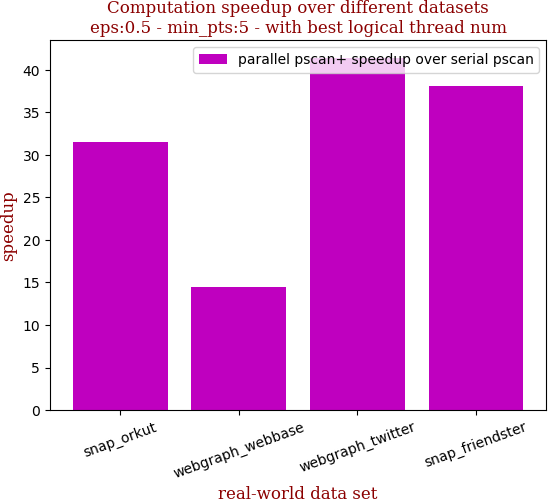 Computation speedup over different datasets
eps:0.5 - min_pts:5 - with best logical thread num
parallel pscan+ speedup over serial pscan
speedup
40
35
30
25
20
15
10
5
0
snap_orkut
webgraph_webbase
webgraph_twitter
snap_friendster
real-world data set